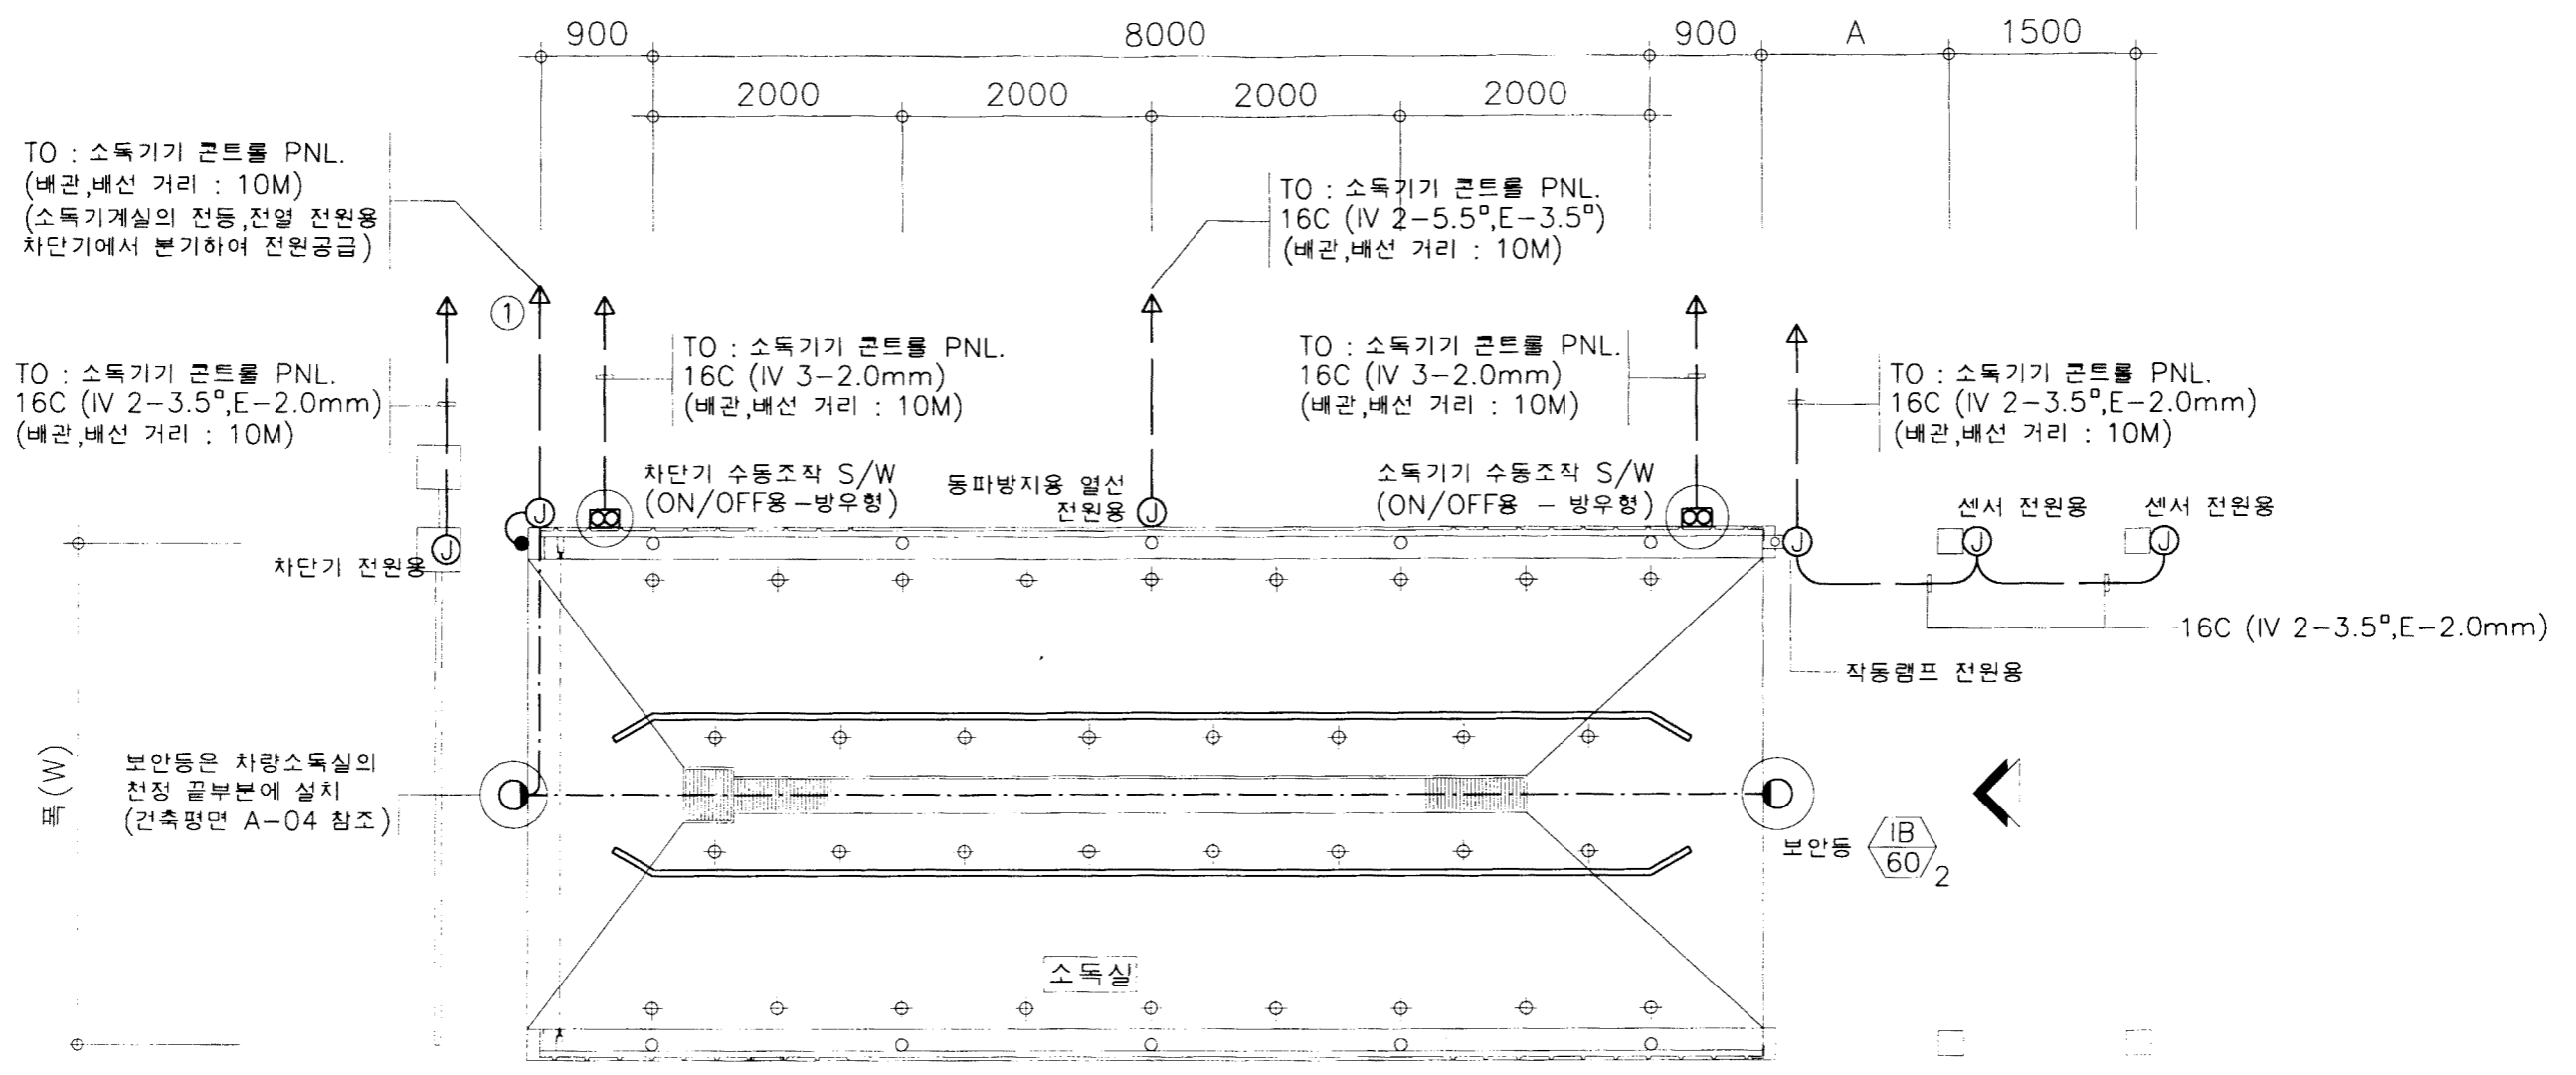 900
8000
900
A
1500
2000
2000
2000
2000
TO : 소독기기 콘트롤 PNL.
(배관,배선 거리 : 10M)
(소독기계실의 전등,전열 전원용
차단기에서 분기하여 전원공급)
TO : 소독기기 콘트롤 PNL.
16C (IV 2-5.5□,E-3.5□)
(배관,배선 거리 : 10M)
1
TO : 소독기기 콘트롤 PNL.
16C (IV 2-3.5□,E-2.0mm)
(배관,배선 거리 : 10M)
TO : 소독기기 콘트롤 PNL.
16C (IV 3-2.0mm)
(배관,배선 거리 : 10M)
TO : 소독기기 콘트롤 PNL.
16C (IV 3-2.0mm)
(배관,배선 거리 : 10M)
TO : 소독기기 콘트롤 PNL.
16C (IV 2-3.5□,E-2.0mm)
(배관,배선 거리 : 10M)
차단기 수동조작 S/W
(ON/OFF용-방우형)
동파방지용 열선
전원용
소독기기 수동조작 S/W
(ON/OFF용 - 방우형)
센서 전원용
센서 전원용
J
J
J
J
J
J
차단기 전원용
16C (IV 2-3.5□,E-2.0mm)
작동램프 전원용
폭(W)
보안등은 차량소독실의
천정 끝부분에 설치
(건축평면 A-04 참조)
보안등
IB
60
2
소독실